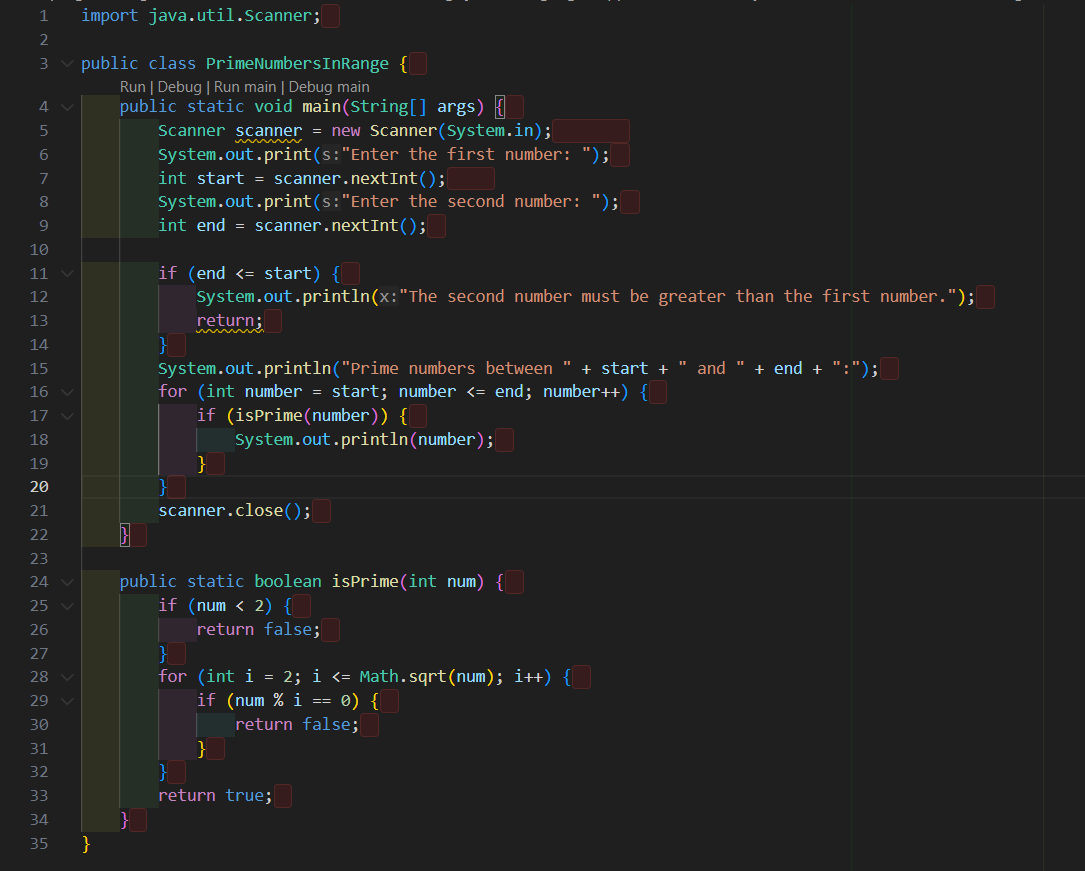 1 import java.util.Scanner;
2
3 public class PrimeNumbersInRange {
Run | Debug | Run main | Debug main
4 public static void main(String[] args) {
5 Scanner scanner = new Scanner(System.in);
6 System.out.print(s:"Enter the first number: ");
7 int start = scanner.nextInt();
8 System.out.print(s:"Enter the second number: ");
9 int end = scanner.nextInt();
10
11 if (end <= start) {
12 System.out.println(x:"The second number must be greater than the first number.");
13 return;
14 }
15 System.out.println("Prime numbers between " + start + " and " + end + ":");
16 for (int number = start; number <= end; number++) {
17 if (isPrime(number)) {
18 System.out.println(number);
19 }
20 }
21 scanner.close();
22 }
23
24 public static boolean isPrime(int num) {
25 if (num < 2) {
26 return false;
27 }
28 for (int i = 2; i <= Math.sqrt(num); i++) {
29 if (num % i == 0) {
30 return false;
31 }
32 }
33 return true;
34 }
35 }